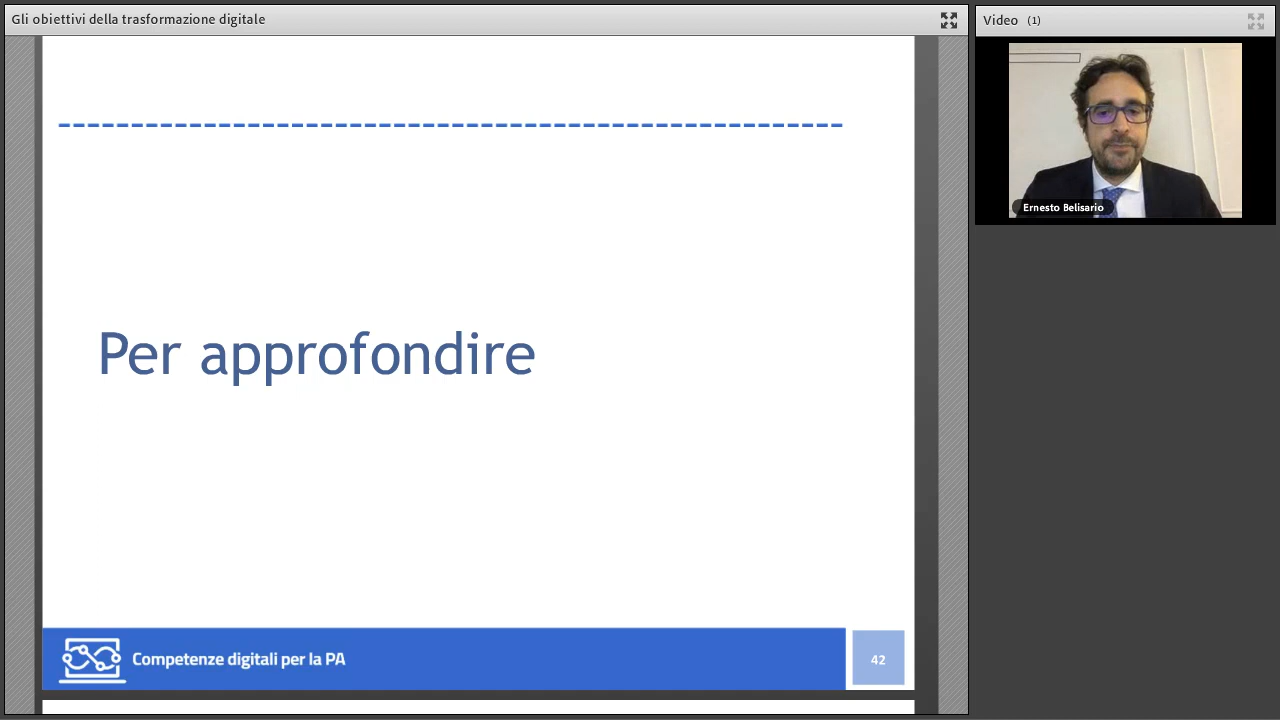 Gli obiettivi della trasformazione digitale
Video (1)
Ernesto Belisario
Per approfondire
Competenze digitali per la PA
42